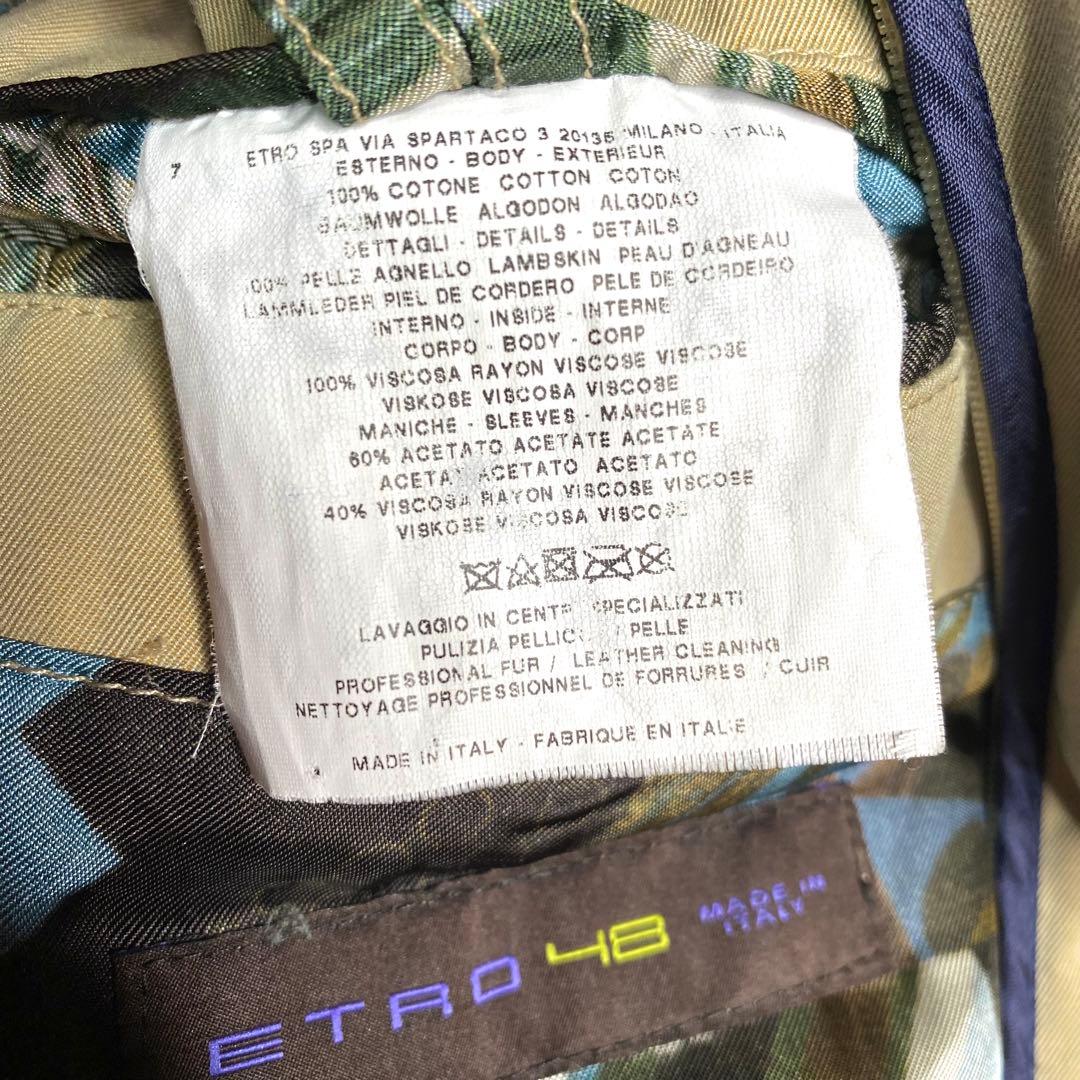 7
ETRO SPA VIA SPARTACO 3 20135 MILANO - ITALIA
ESTERNO - BODY - EXTERIEUR
100% COTONE COTTON COTON
BAUMWOLLE ALGODON ALGODAO
DETTAGLI - DETAILS - DETAILS
100% PELLE AGNELLO LAMBSKIN PEAU D'AGNEAU
LAMMLEDER PIEL DE CORDERO PELE DE CORDEIRO
INTERNO - INSIDE - INTERNE
CORPO - BODY - CORP
100% VISCOSA RAYON VISCOSE VISCOSE
VISKOSE VISCOSA VISCOSE
MANICHE - SLEEVES - MANCHES
60% ACETATO ACETATE ACETATE
ACETAT ACETATO ACETATO
40% VISCOSA RAYON VISCOSE VISCOSE
VISKOSE VISCOSA VISCOSE
LAVAGGIO IN CENTRI SPECIALIZZATI
PULIZIA PELLICCE / PELLE
PROFESSIONAL FUR / LEATHER CLEANING
NETTOYAGE PROFESSIONNEL DE FORRURES / CUIR
MADE IN ITALY - FABRIQUE EN ITALIE
ETRO 48 MADE IN
ITALY